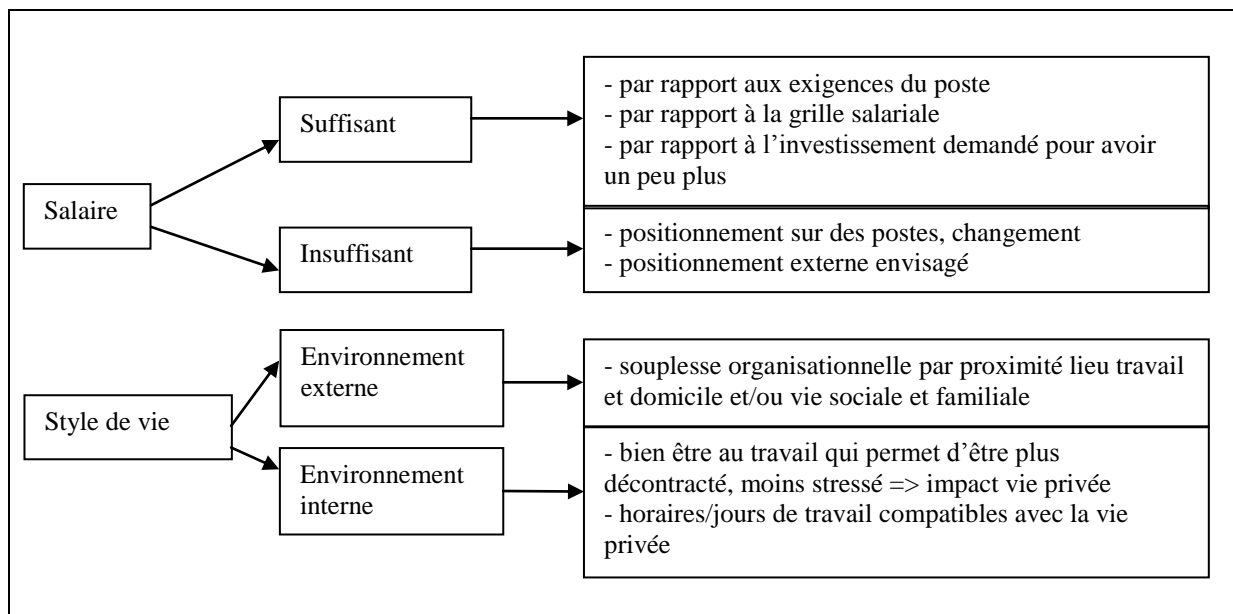 Salaire
Suffisant
- par rapport aux exigences du poste
- par rapport à la grille salariale
- par rapport à l’investissement demandé pour avoir
un peu plus
Insuffisant
- positionnement sur des postes, changement
- positionnement externe envisagé
Style de vie
Environnement
externe
- souplesse organisationnelle par proximité lieu travail
et domicile et/ou vie sociale et familiale
Environnement
interne
- bien être au travail qui permet d’être plus
décontracté, moins stressé => impact vie privée
- horaires/jours de travail compatibles avec la vie
privée